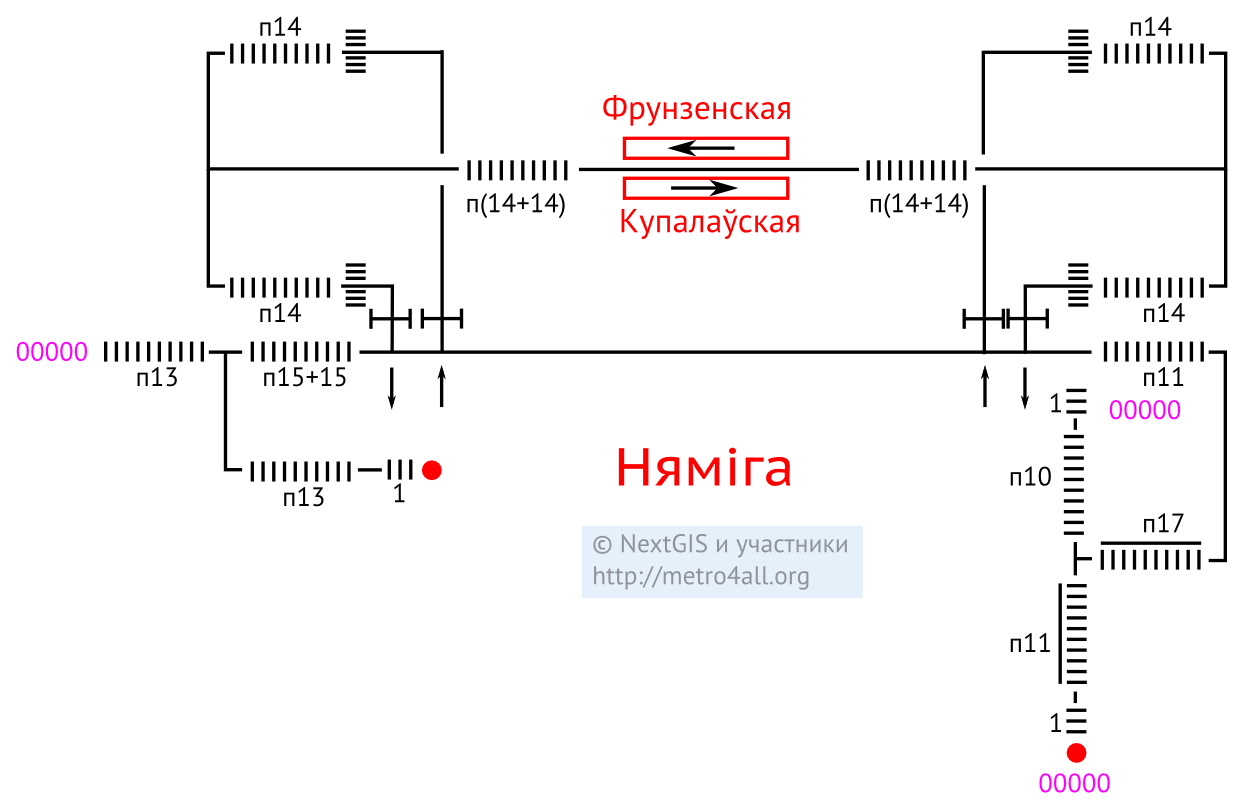 п14
п14
Фрунзенская
п(14+14)
п(14+14)
Купалаўская
п14
п14
00000
п13
п15+15
п11
1
00000
Няміга
п10
п13
1
п17
© NextGIS и участники
http://metro4all.org
п11
1
00000